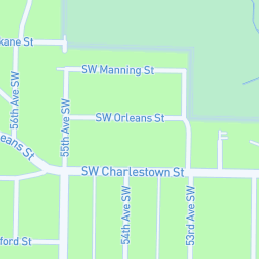 kane St
SW Manning St
56th Ave SW
55th Ave SW
SW Orleans St
eans St
SW Charlestown St
54th Ave SW
53rd Ave SW
ford St